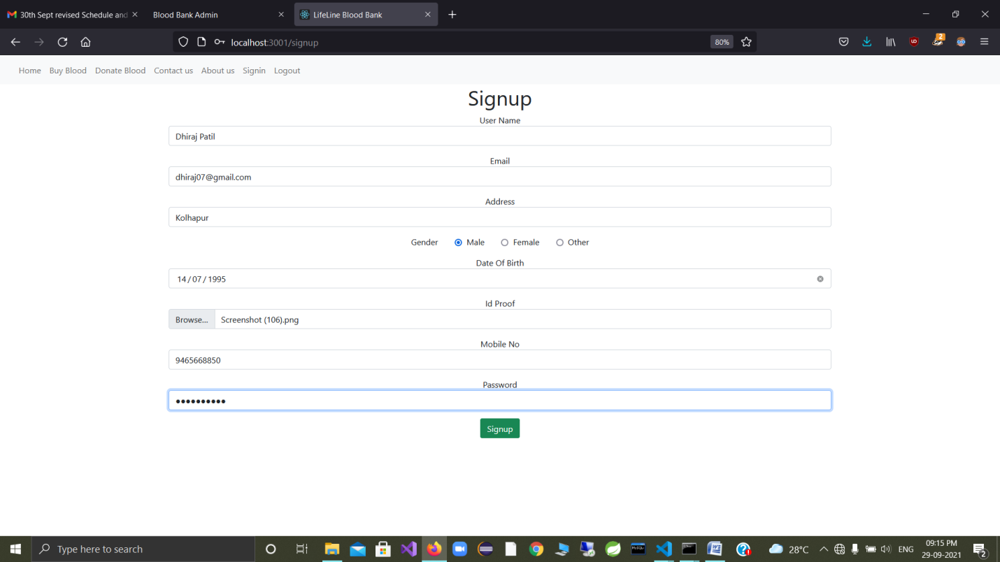 30th Sept revised Schedule and
Blood Bank Admin
LifeLine Blood Bank
localhost:3001/signup
80%
2
Home Buy Blood Donate Blood Contact us About us Signin Logout
Signup
User Name
Dhiraj Patil
Email
dhiraj07@gmail.com
Address
Kolhapur
Gender Male Female Other
Date Of Birth
14 / 07 / 1995
Id Proof
Browse... Screenshot (106).png
Mobile No
9465668850
Password
Signup
Type here to search
28°C
ENG
09:15 PM
29-09-2021
2